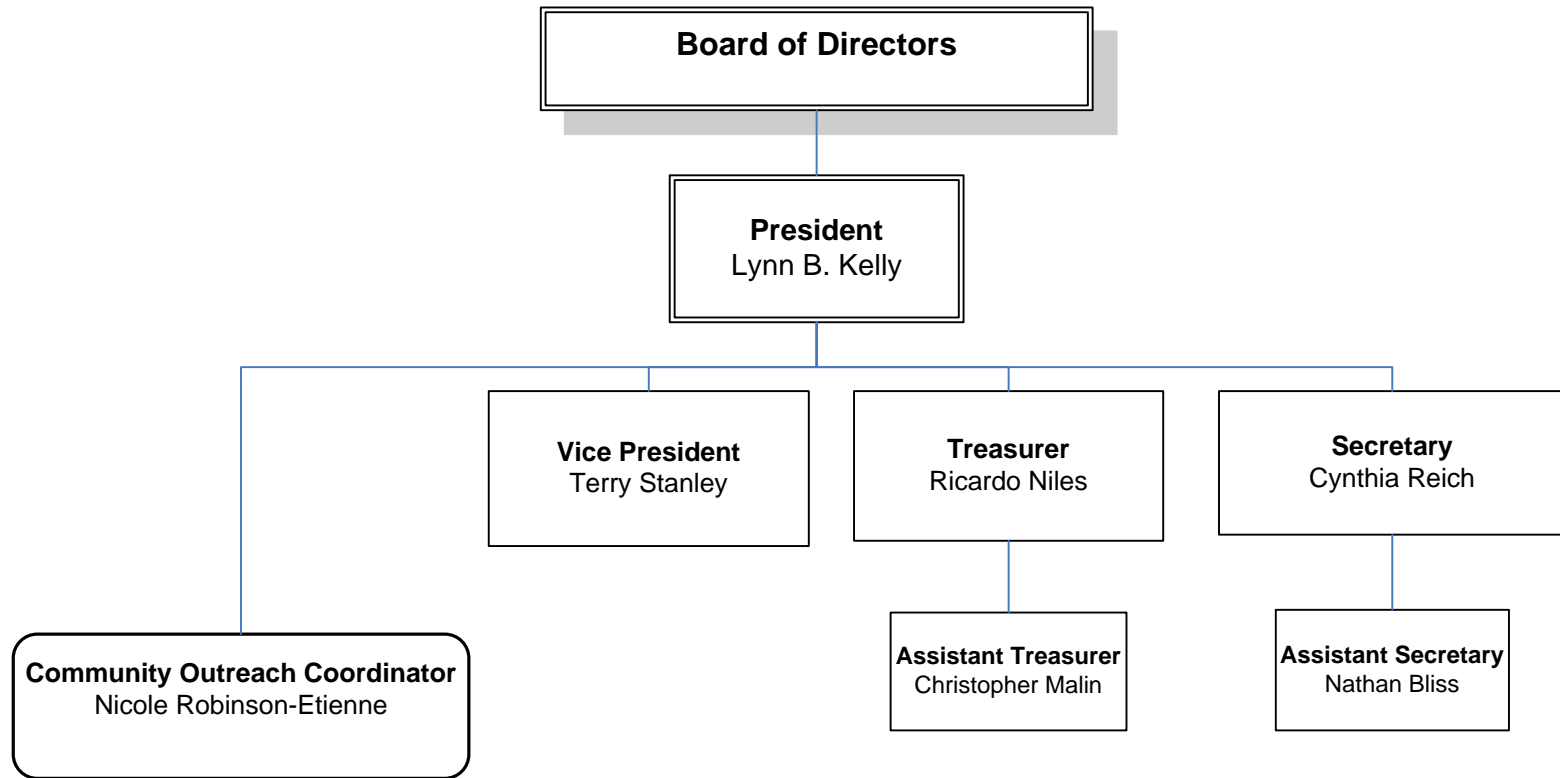 Board of Directors
President
Lynn B. Kelly
Vice President
Terry Stanley
Treasurer
Ricardo Niles
Secretary
Cynthia Reich
Community Outreach Coordinator
Nicole Robinson-Etienne
Assistant Treasurer
Christopher Malin
Assistant Secretary
Nathan Bliss